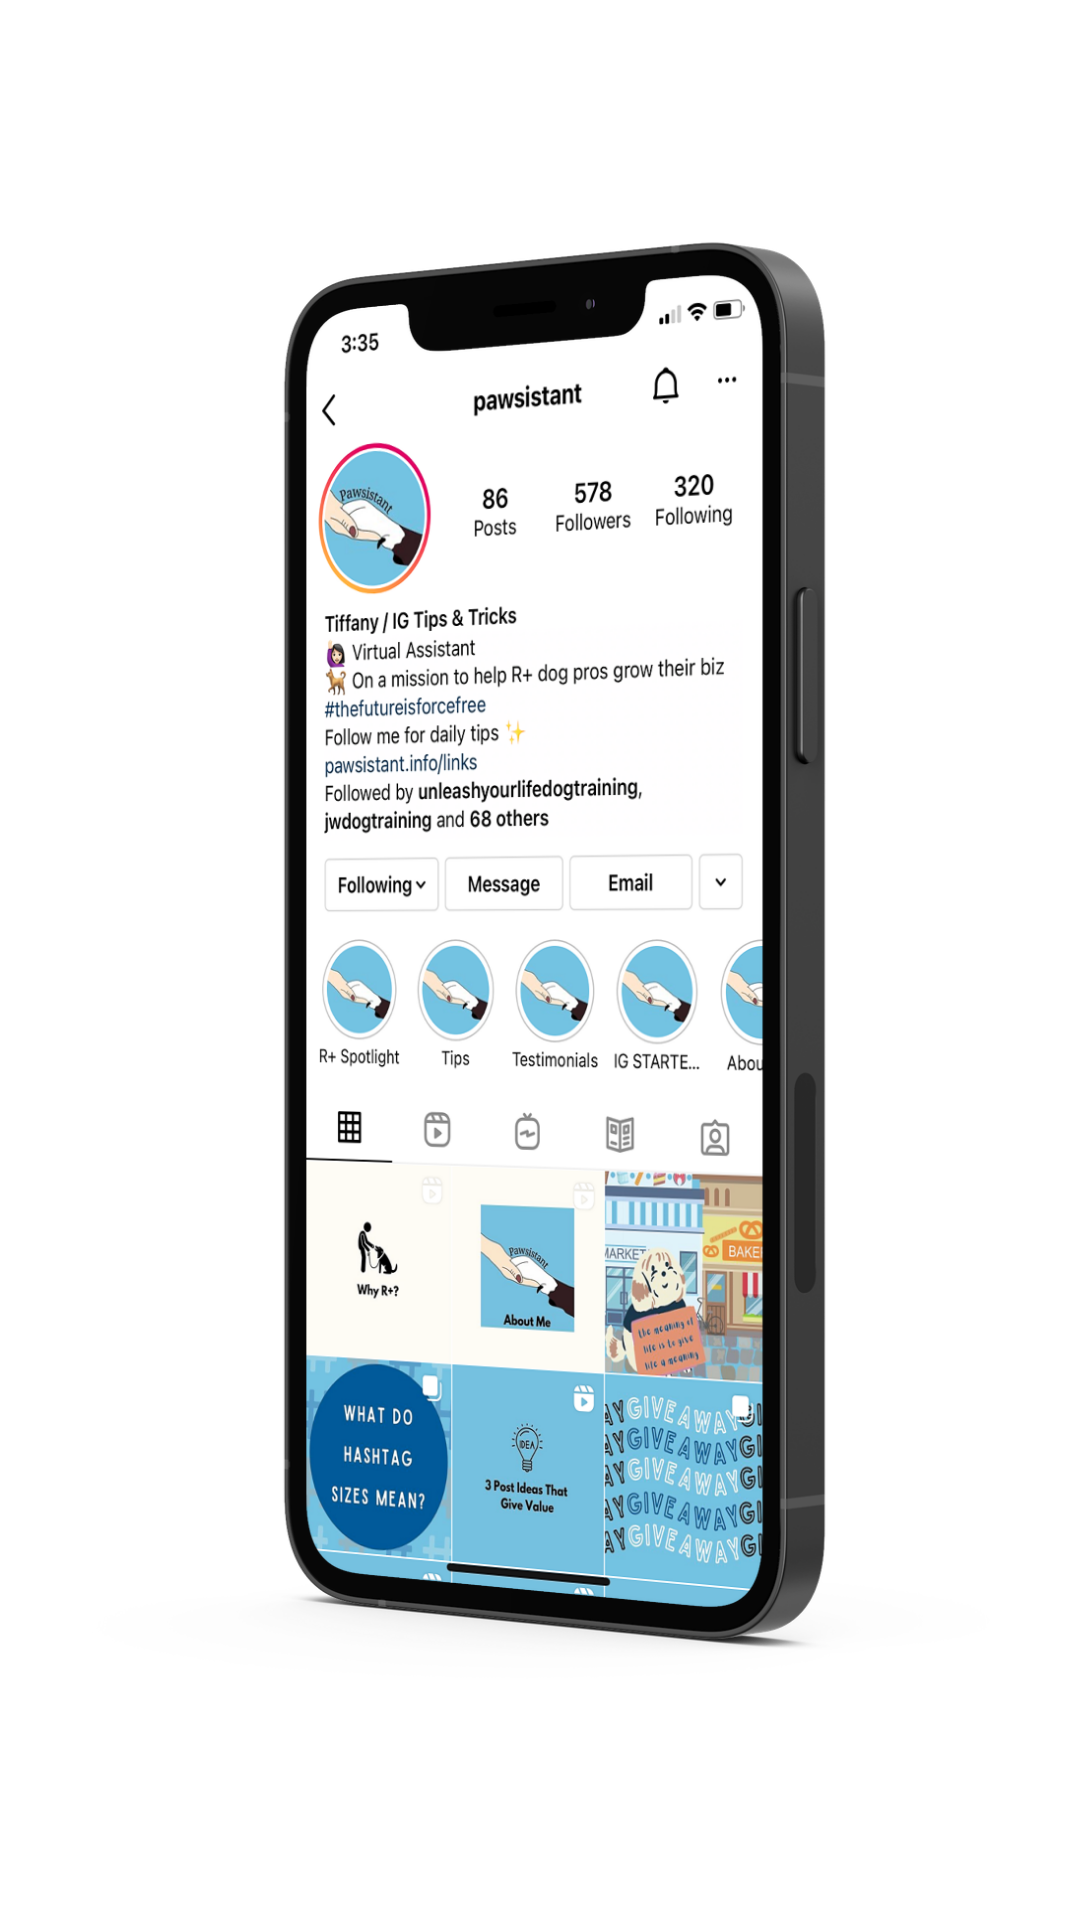 3:35
pawsistant
Pawsistant
86
578
320
Posts
Followers
Following
Tiffany / IG Tips & Tricks
Virtual Assistant
On a mission to help R+ dog pros grow their biz
#thefutureisforcefree
Follow me for daily tips
pawsistant.info/links
Followed by unleashyourlifedogtraining,
jwdogtraining and 68 others
Following
Message
Email
R+ Spotlight
Tips
Testimonials
IG STARTE...
Abou
Why R+?
Pawsistant
About Me
MARKET
BAKE
the meaning of
life is to give
life a meaning
WHAT DO
HASHTAG
SIZES MEAN?
IDEA
3 Post Ideas That
Give Value
AYGIVEAWAYGI
AYGIVEAWAYGI
AYGIVEAWAYGI
AYGIVEAWAYGI
AYGIVEAWAYGI